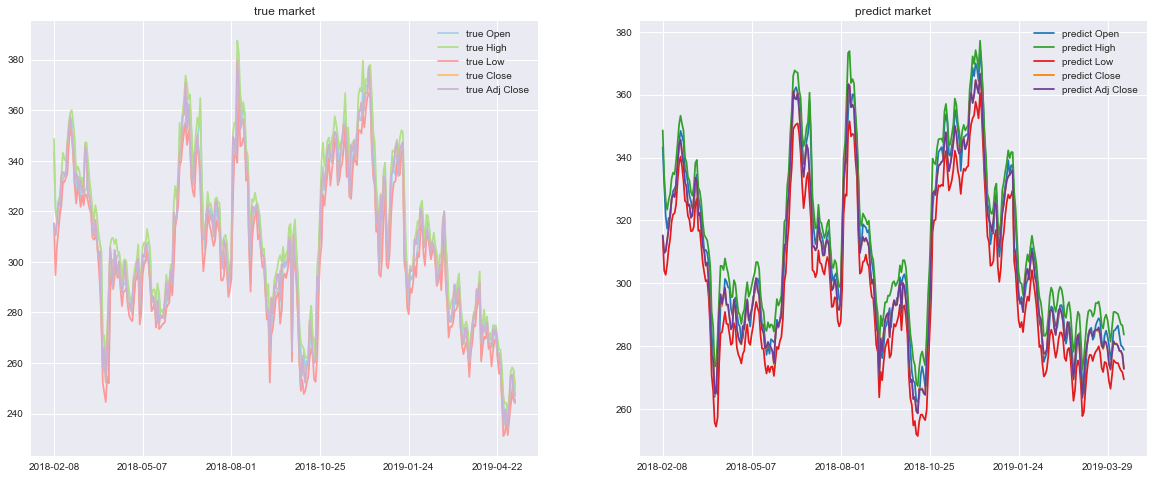 true market
true Open
true High
true Low
true Close
true Adj Close
380
360
340
320
300
280
260
240
2018-02-08 2018-05-07 2018-08-01 2018-10-25 2019-01-24 2019-04-22
predict market
predict Open
predict High
predict Low
predict Close
predict Adj Close
380
360
340
320
300
280
260
2018-02-08 2018-05-07 2018-08-01 2018-10-25 2019-01-24 2019-03-29